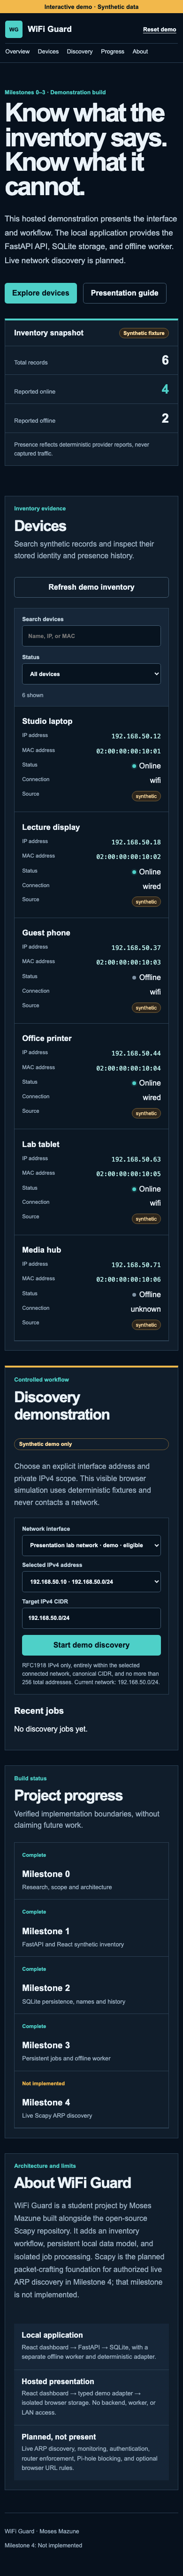 Interactive demo · Synthetic data
WG
WiFi Guard
Reset demo
Overview Devices Discovery Progress About
Milestones 0–3 · Demonstration build
Know what the
inventory says.
Know what it
cannot.
This hosted demonstration presents the interface
and workflow. The local application provides the
FastAPI API, SQLite storage, and offline worker.
Live network discovery is planned.
Explore devices
Presentation guide
Inventory snapshot
Synthetic fixture
Total records 6
Reported online 4
Reported offline 2
Presence reflects deterministic provider reports, never
captured traffic.
Inventory evidence
Devices
Search synthetic records and inspect their
stored identity and presence history.
Refresh demo inventory
Search devices
Name, IP, or MAC
Status
All devices
6 shown
Studio laptop
IP address 192.168.50.12
MAC address 02:00:00:00:10:01
Status Online
Connection wifi
Source synthetic
Lecture display
IP address 192.168.50.18
MAC address 02:00:00:00:10:02
Status Online
Connection wired
Source synthetic
Guest phone
IP address 192.168.50.37
MAC address 02:00:00:00:10:03
Status Offline
Connection wifi
Source synthetic
Office printer
IP address 192.168.50.44
MAC address 02:00:00:00:10:04
Status Online
Connection wired
Source synthetic
Lab tablet
IP address 192.168.50.63
MAC address 02:00:00:00:10:05
Status Online
Connection wifi
Source synthetic
Media hub
IP address 192.168.50.71
MAC address 02:00:00:00:10:06
Status Offline
Connection unknown
Source synthetic
Controlled workflow
Discovery
demonstration
Synthetic demo only
Choose an explicit interface address and
private IPv4 scope. This visible browser
simulation uses deterministic fixtures and
never contacts a network.
Network interface
Presentation lab network · demo · eligible
Selected IPv4 address
192.168.50.10 · 192.168.50.0/24
Target IPv4 CIDR
192.168.50.0/24
Start demo discovery
RFC1918 IPv4 only, entirely within the selected
connected network, canonical CIDR, and no more than
256 total addresses. Current network: 192.168.50.0/24.
Recent jobs
No discovery jobs yet.
Build status
Project progress
Verified implementation boundaries, without
claiming future work.
Complete
Milestone 0
Research, scope and architecture
Complete
Milestone 1
FastAPI and React synthetic inventory
Complete
Milestone 2
SQLite persistence, names and history
Complete
Milestone 3
Persistent jobs and offline worker
Not implemented
Milestone 4
Live Scapy ARP discovery
Architecture and limits
About WiFi Guard
WiFi Guard is a student project by Moses
Mazune built alongside the open-source
Scapy repository. It adds an inventory
workflow, persistent local data model, and
isolated job processing. Scapy is the planned
packet-crafting foundation for authorized live
ARP discovery in Milestone 4; that milestone
is not implemented.
Local application
React dashboard → FastAPI → SQLite, with a
separate offline worker and deterministic adapter.
Hosted presentation
React dashboard → typed demo adapter →
isolated browser storage. No backend, worker, or
LAN access.
Planned, not present
Live ARP discovery, monitoring, authentication,
router enforcement, Pi-hole blocking, and optional
browser URL rules.
WiFi Guard · Moses Mazune
Milestone 4: Not implemented